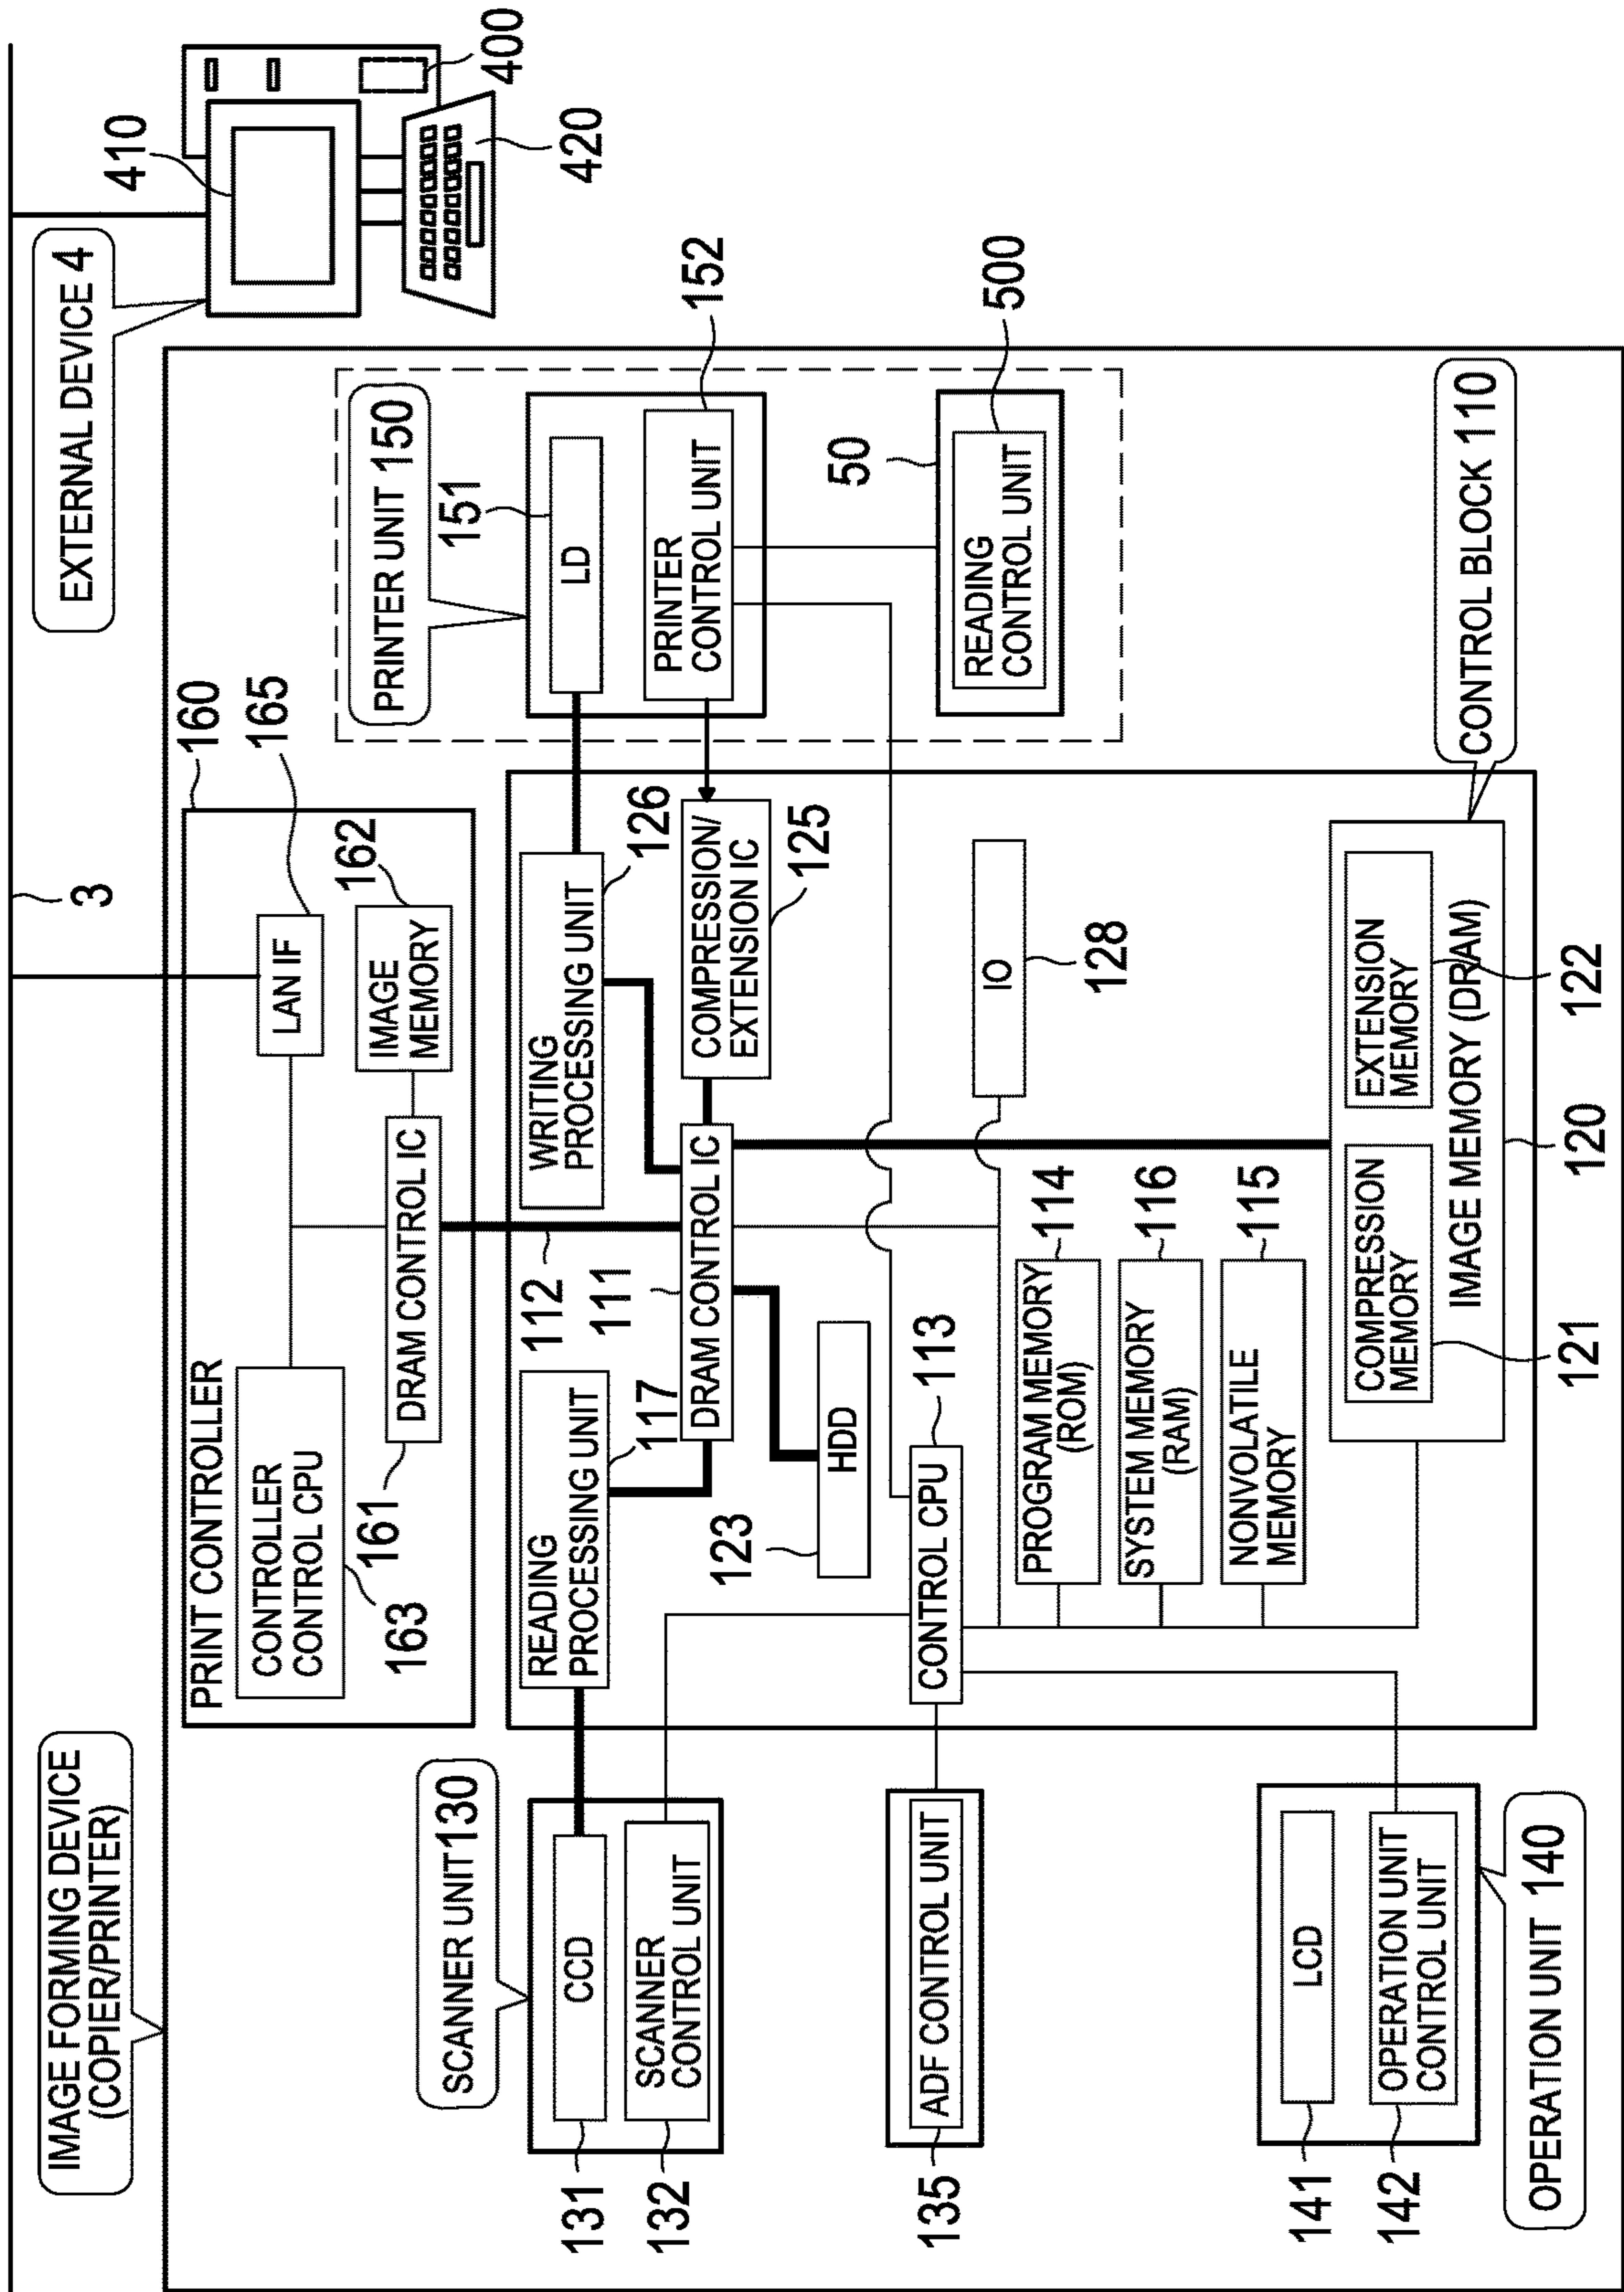 IMAGE FORMING DEVICE
(COPIER/PRINTER)
3
EXTERNAL DEVICE 4
410
400
420
PRINT CONTROLLER
160
CONTROLLER
CONTROL CPU
163
LAN IF
165
DRAM CONTROL IC
161
IMAGE
MEMORY
162
112
SCANNER UNIT 130
CCD
131
SCANNER
CONTROL UNIT
132
READING
PROCESSING UNIT
117
WRITING
PROCESSING UNIT
126
DRAM CONTROL IC
111
COMPRESSION/
EXTENSION IC
125
PRINTER UNIT 150
151
LD
PRINTER
CONTROL UNIT
152
HDD
123
ADF CONTROL UNIT
135
CONTROL CPU
113
IO
128
50
READING
CONTROL UNIT
500
PROGRAM MEMORY
(ROM)
114
SYSTEM MEMORY
(RAM)
116
NONVOLATILE
MEMORY
115
LCD
141
OPERATION UNIT
CONTROL UNIT
142
OPERATION UNIT 140
COMPRESSION
MEMORY
121
EXTENSION
MEMORY
122
IMAGE MEMORY (DRAM)
120
CONTROL BLOCK 110